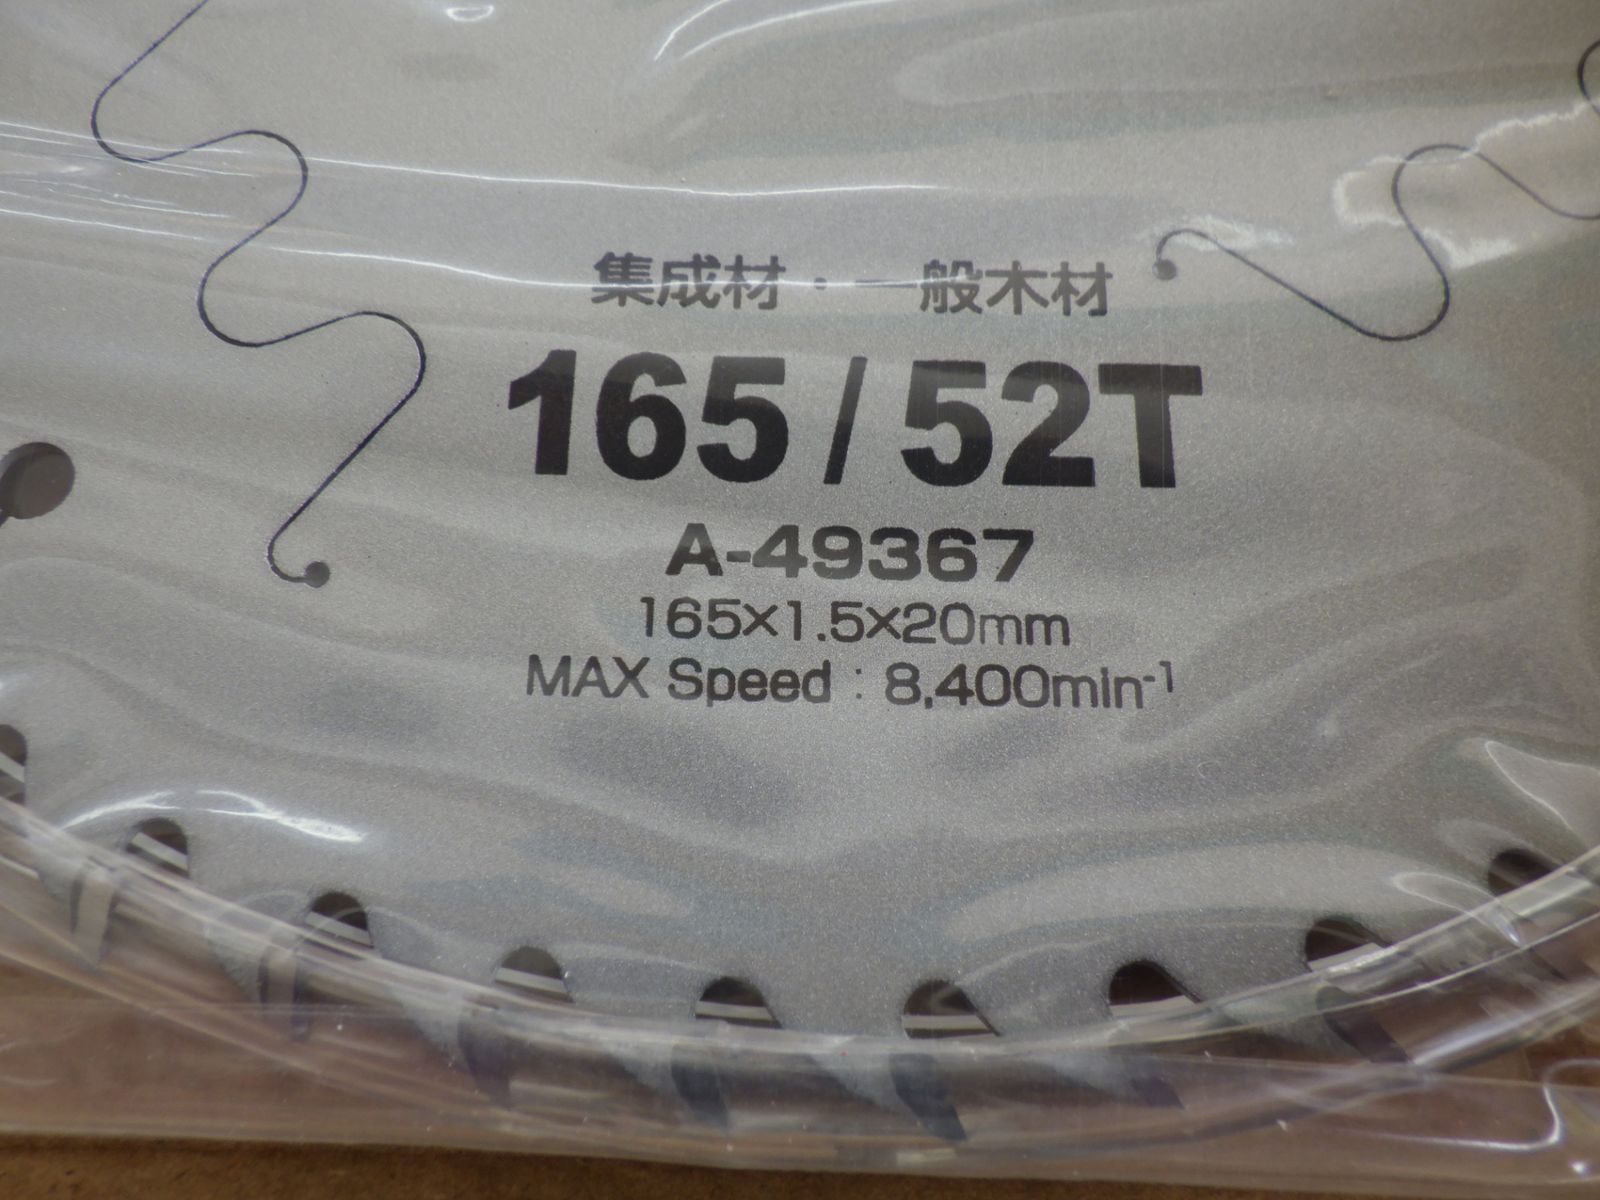 集成材・一般木材
165/52T
A-49367
165×1.5×20mm
MAX Speed：8,400min⁻¹